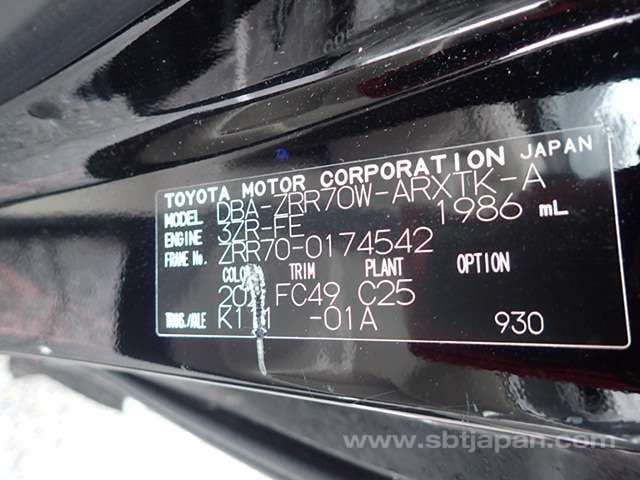 TOYOTA MOTOR CORPORATION JAPAN
MODEL DBA-ZRR70W-ARXTK-A
ENGINE 3ZR-FE 1986 mL
FRAME No. ZRR70-0174542
COLOR TRIM PLANT OPTION
FC49 C25
TRANS./AXLE -01A 930
www.sbtjapan.com